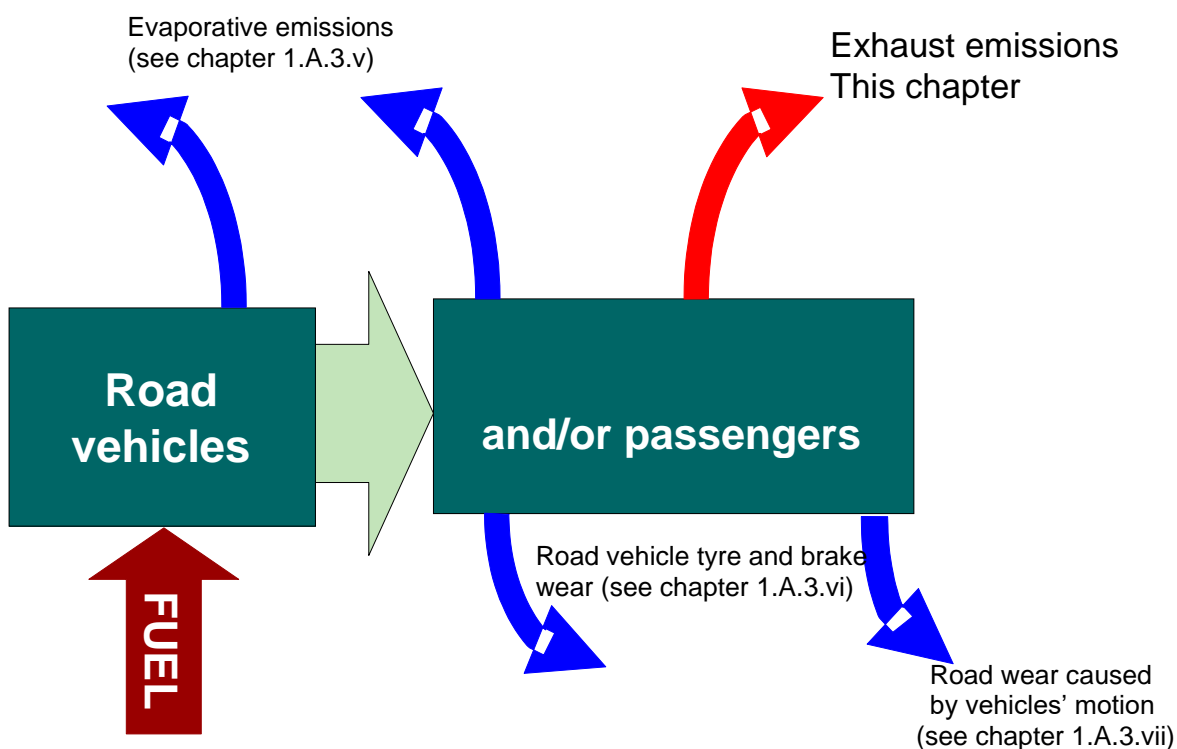 Evaporative emissions
(see chapter 1.A.3.v)
Exhaust emissions
This chapter
Road
vehicles
and/or passengers
FUEL
Road vehicle tyre and brake
wear (see chapter 1.A.3.vi)
Road wear caused
by vehicles’ motion
(see chapter 1.A.3.vii)